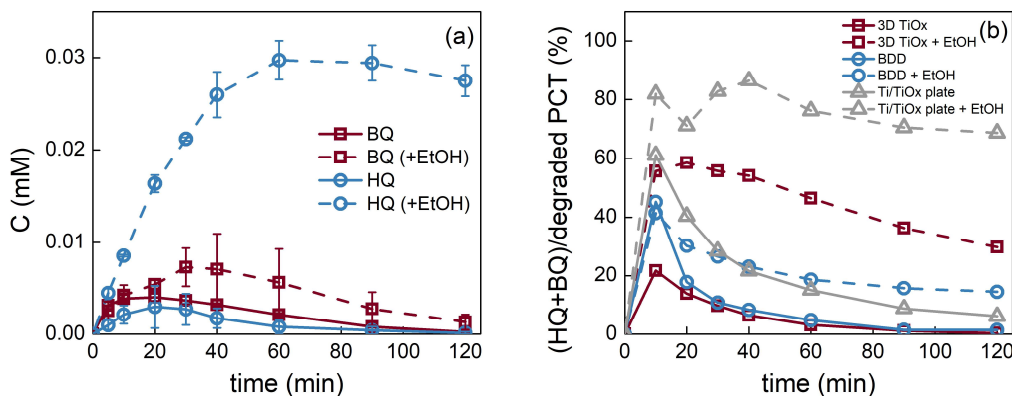 (a)
C (mM)
0.03
0.02
0.01
0.00
BQ
BQ (+EtOH)
HQ
HQ (+EtOH)
0 20 40 60 80 100 120
time (min)
(b)
(HQ+BQ)/degraded PCT (%)
100
80
60
40
20
0
3D TiOx
3D TiOx + EtOH
BDD
BDD + EtOH
Ti/TiOx plate
Ti/TiOx plate + EtOH
0 20 40 60 80 100 120
time (min)